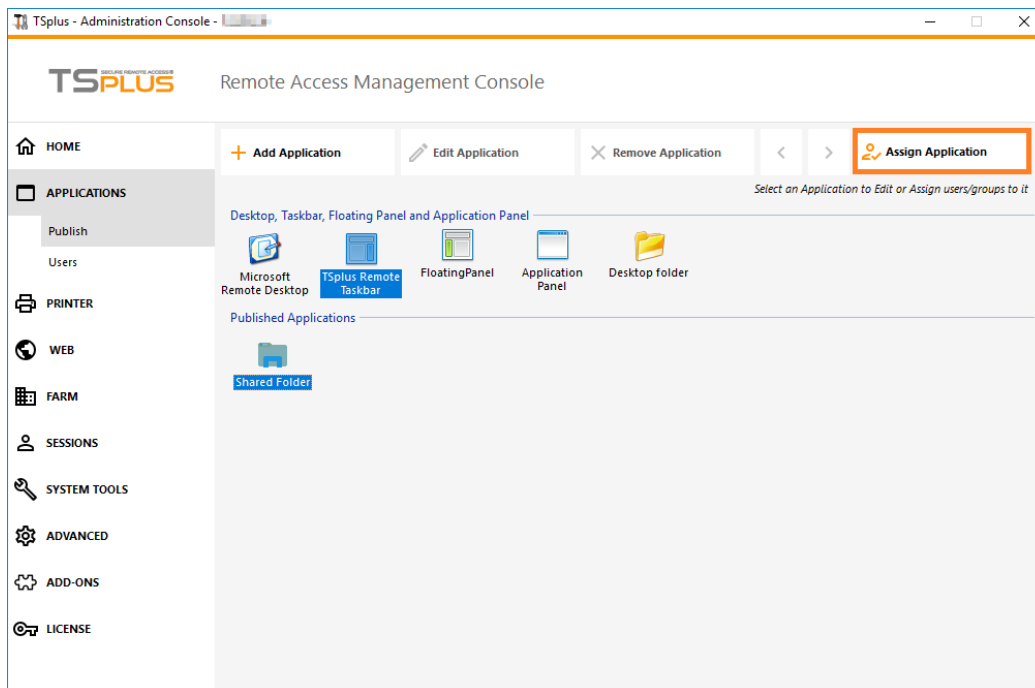 TSplus - Administration Console -
TSPLUS SECURE REMOTE ACCESS
Remote Access Management Console
HOME
APPLICATIONS
Publish
Users
PRINTER
WEB
FARM
SESSIONS
SYSTEM TOOLS
ADVANCED
ADD-ONS
LICENSE
Add Application
Edit Application
Remove Application
Assign Application
Select an Application to Edit or Assign users/groups to it
Desktop, Taskbar, Floating Panel and Application Panel
Microsoft
Remote Desktop
TSplus Remote
Taskbar
FloatingPanel
Application
Panel
Desktop folder
Published Applications
Shared Folder